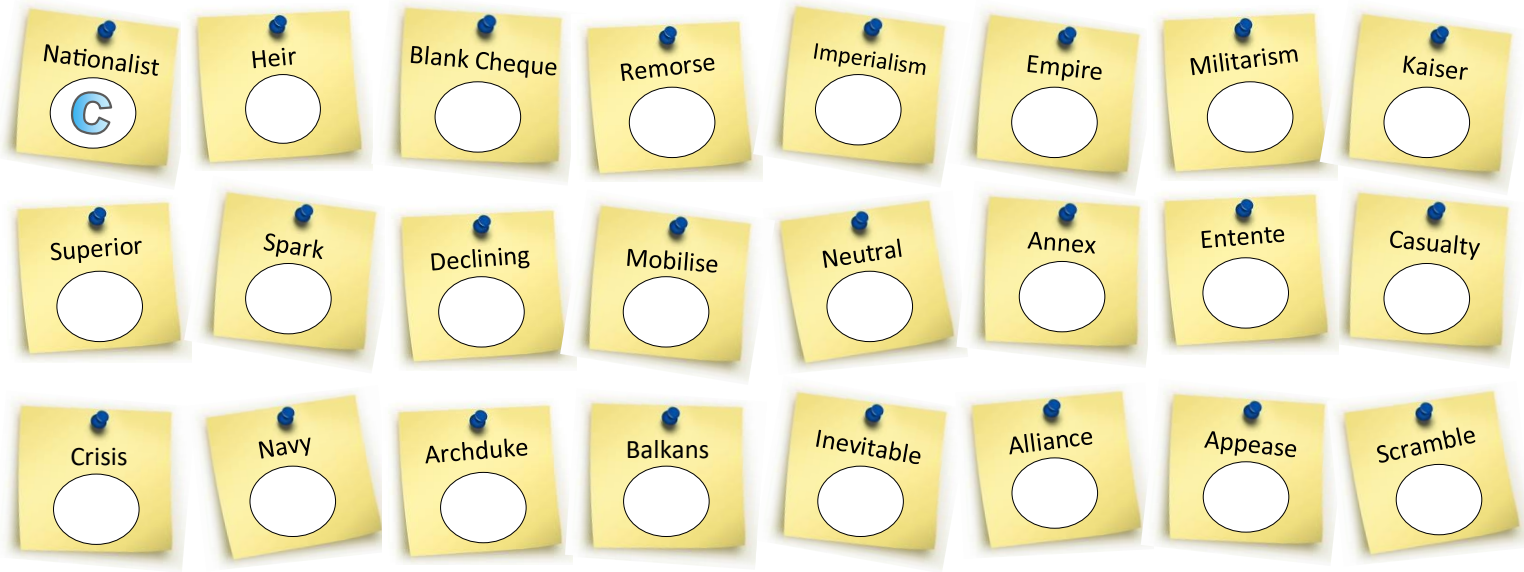 Nationalist
C
Heir
Blank Cheque
Remorse
Imperialism
Empire
Militarism
Kaiser
Superior
Spark
Declining
Mobilise
Neutral
Annex
Entente
Casualty
Crisis
Navy
Archduke
Balkans
Inevitable
Alliance
Appease
Scramble